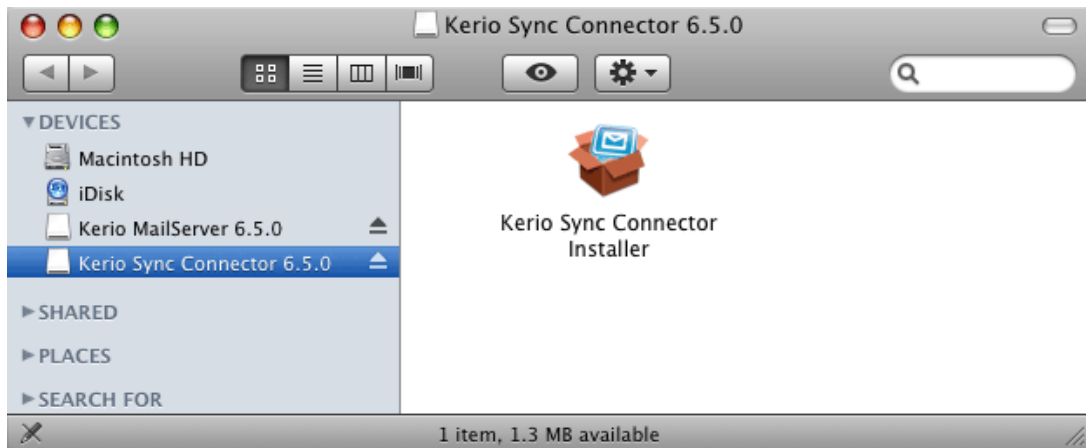 Kerio Sync Connector 6.5.0
DEVICES
Macintosh HD
iDisk
Kerio MailServer 6.5.0
Kerio Sync Connector 6.5.0
SHARED
PLACES
SEARCH FOR
Kerio Sync Connector
Installer
1 item, 1.3 MB available